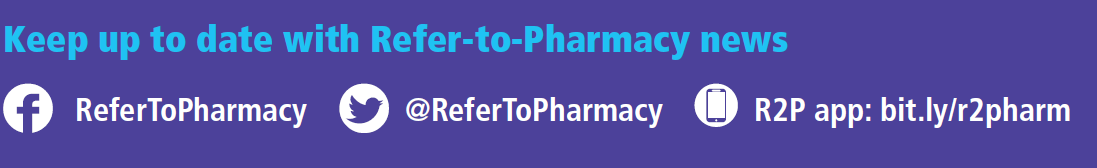 Keep up to date with Refer-to-Pharmacy news
ReferToPharmacy @ReferToPharmacy R2P app: bit.ly/r2pharm